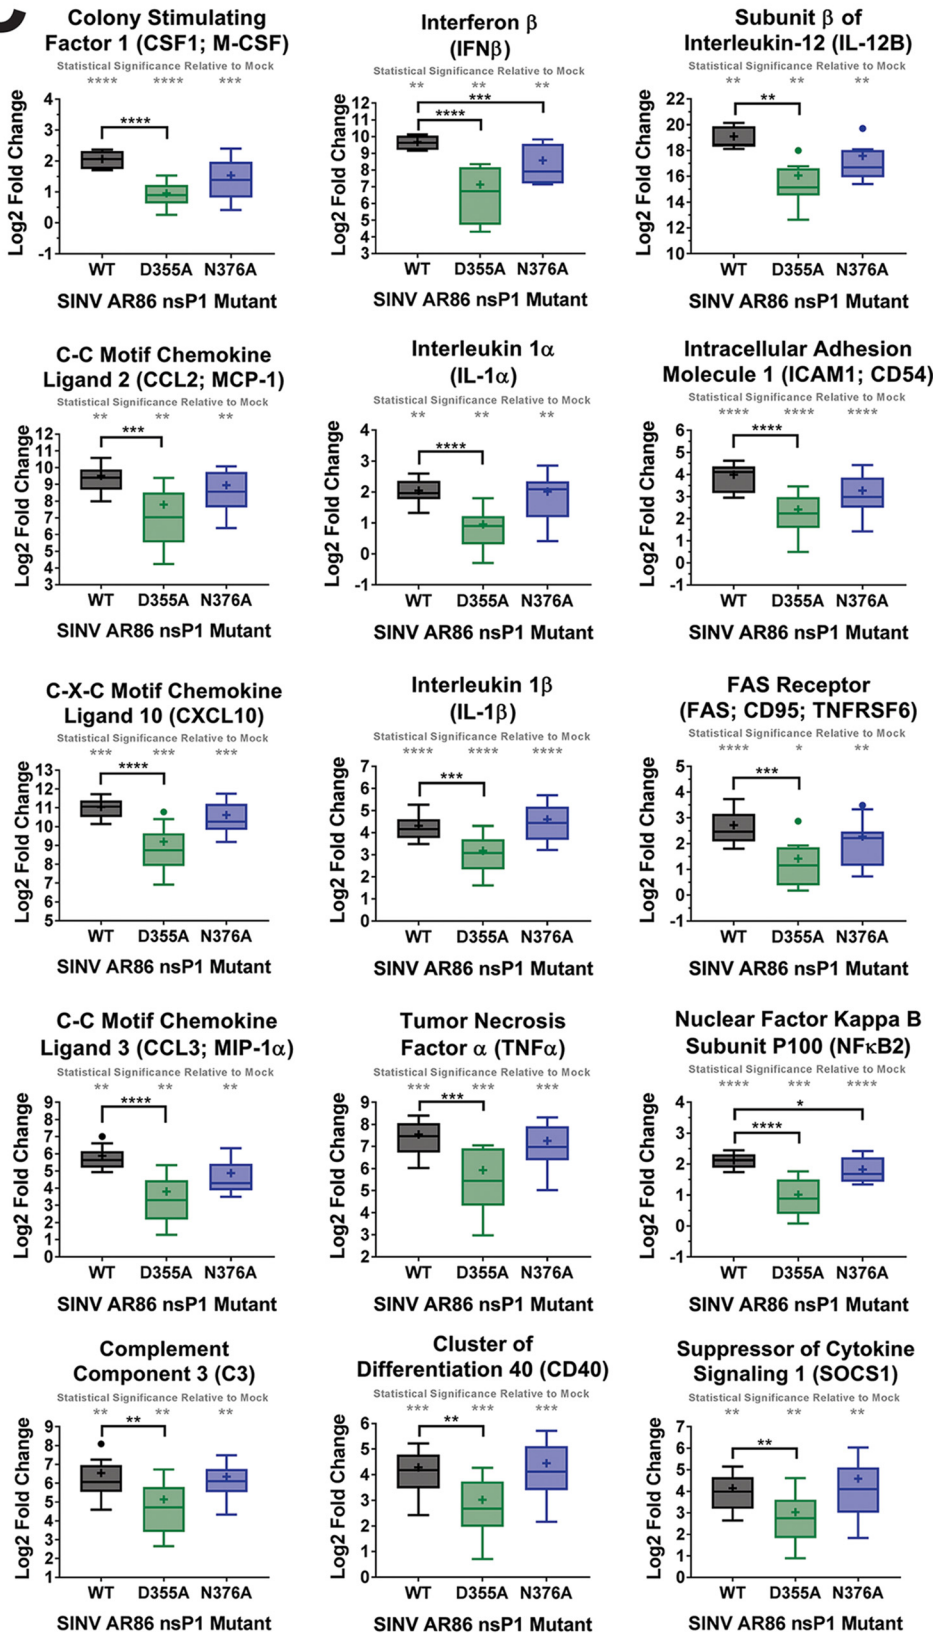 C
Colony Stimulating
Factor 1 (CSF1; M-CSF)
Statistical Significance Relative to Mock
**** **** ***
Log2 Fold Change
4
3
2
1
0
-1
****
WT D355A N376A
SINV AR86 nsP1 Mutant
Interferon β
(IFNβ)
Statistical Significance Relative to Mock
** ** **
Log2 Fold Change
12
11
10
9
8
7
6
5
4
3
***
****
WT D355A N376A
SINV AR86 nsP1 Mutant
Subunit β of
Interleukin-12 (IL-12B)
Statistical Significance Relative to Mock
** ** **
Log2 Fold Change
22
20
18
16
14
12
10
**
WT D355A N376A
SINV AR86 nsP1 Mutant
C-C Motif Chemokine
Ligand 2 (CCL2; MCP-1)
Statistical Significance Relative to Mock
** ** **
Log2 Fold Change
12
11
10
9
8
7
6
5
4
3
***
WT D355A N376A
SINV AR86 nsP1 Mutant
Interleukin 1α
(IL-1α)
Statistical Significance Relative to Mock
** ** **
Log2 Fold Change
4
3
2
1
0
-1
****
WT D355A N376A
SINV AR86 nsP1 Mutant
Intracellular Adhesion
Molecule 1 (ICAM1; CD54)
Statistical Significance Relative to Mock
**** **** ****
Log2 Fold Change
6
5
4
3
2
1
0
-1
****
WT D355A N376A
SINV AR86 nsP1 Mutant
C-X-C Motif Chemokine
Ligand 10 (CXCL10)
Statistical Significance Relative to Mock
*** *** ***
Log2 Fold Change
13
12
11
10
9
8
7
6
5
****
WT D355A N376A
SINV AR86 nsP1 Mutant
Interleukin 1β
(IL-1β)
Statistical Significance Relative to Mock
**** **** ****
Log2 Fold Change
7
6
5
4
3
2
1
0
***
WT D355A N376A
SINV AR86 nsP1 Mutant
FAS Receptor
(FAS; CD95; TNFRSF6)
Statistical Significance Relative to Mock
**** * **
Log2 Fold Change
5
4
3
2
1
0
-1
***
WT D355A N376A
SINV AR86 nsP1 Mutant
C-C Motif Chemokine
Ligand 3 (CCL3; MIP-1α)
Statistical Significance Relative to Mock
** ** **
Log2 Fold Change
9
8
7
6
5
4
3
2
1
0
****
WT D355A N376A
SINV AR86 nsP1 Mutant
Tumor Necrosis
Factor α (TNFα)
Statistical Significance Relative to Mock
*** *** ***
Log2 Fold Change
9
8
7
6
5
4
3
2
***
WT D355A N376A
SINV AR86 nsP1 Mutant
Nuclear Factor Kappa B
Subunit P100 (NFκB2)
Statistical Significance Relative to Mock
**** *** ****
Log2 Fold Change
4
3
2
1
0
-1
*
****
WT D355A N376A
SINV AR86 nsP1 Mutant
Complement
Component 3 (C3)
Statistical Significance Relative to Mock
** ** **
Log2 Fold Change
9
8
7
6
5
4
3
2
1
**
WT D355A N376A
SINV AR86 nsP1 Mutant
Cluster of
Differentiation 40 (CD40)
Statistical Significance Relative to Mock
*** *** ***
Log2 Fold Change
6
5
4
3
2
1
0
**
WT D355A N376A
SINV AR86 nsP1 Mutant
Suppressor of Cytokine
Signaling 1 (SOCS1)
Statistical Significance Relative to Mock
** ** **
Log2 Fold Change
7
6
5
4
3
2
1
0
**
WT D355A N376A
SINV AR86 nsP1 Mutant